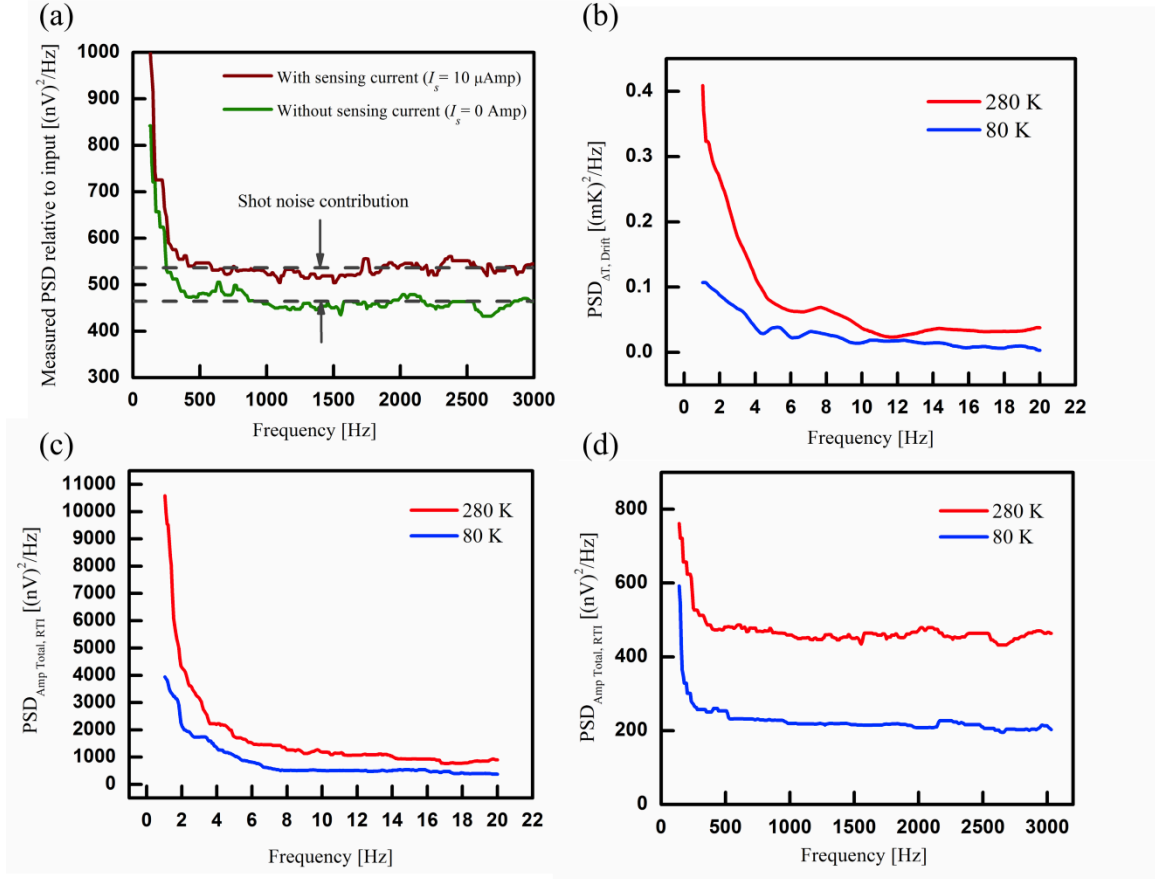 (a)
Measured PSD relative to input [(nV)²/Hz]
1000
900
800
700
600
500
400
300
With sensing current (Iₛ = 10 μAmp)
Without sensing current (Iₛ = 0 Amp)
Shot noise contribution
0 500 1000 1500 2000 2500 3000
Frequency [Hz]
(b)
PSD_ΔT, Drift [(mK)²/Hz]
0.4
0.3
0.2
0.1
0.0
280 K
80 K
0 2 4 6 8 10 12 14 16 18 20 22
Frequency [Hz]
(c)
PSD_Amp Total, RTI [(nV)²/Hz]
11000
10000
9000
8000
7000
6000
5000
4000
3000
2000
1000
0
280 K
80 K
0 2 4 6 8 10 12 14 16 18 20 22
Frequency [Hz]
(d)
PSD_Amp Total, RTI [(nV)²/Hz]
800
600
400
200
0
280 K
80 K
0 500 1000 1500 2000 2500 3000
Frequency [Hz]